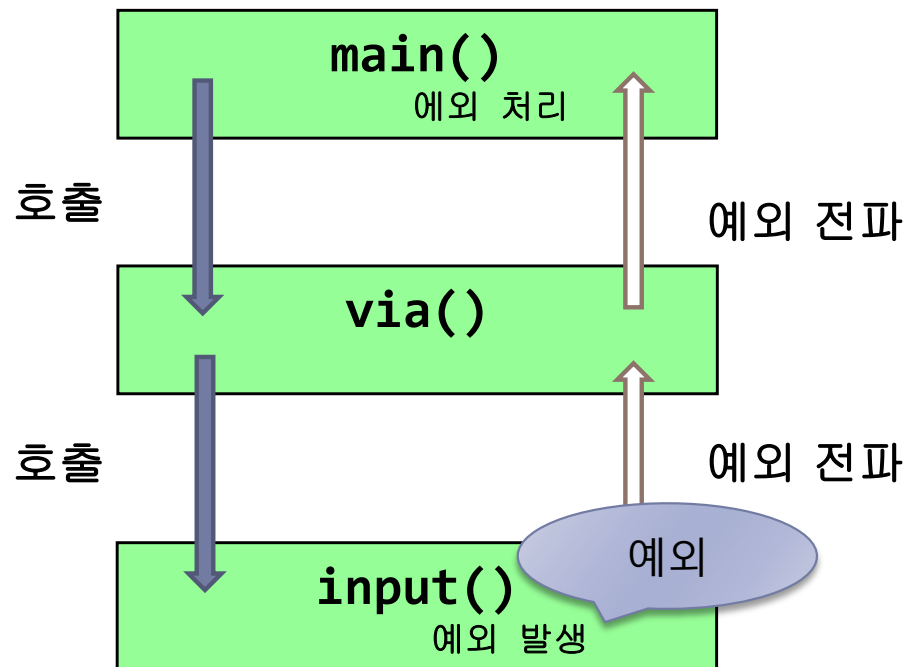 main()
에외 처리
호출
예외 전파
via()
호출
예외 전파
예외
input()
예외 발생